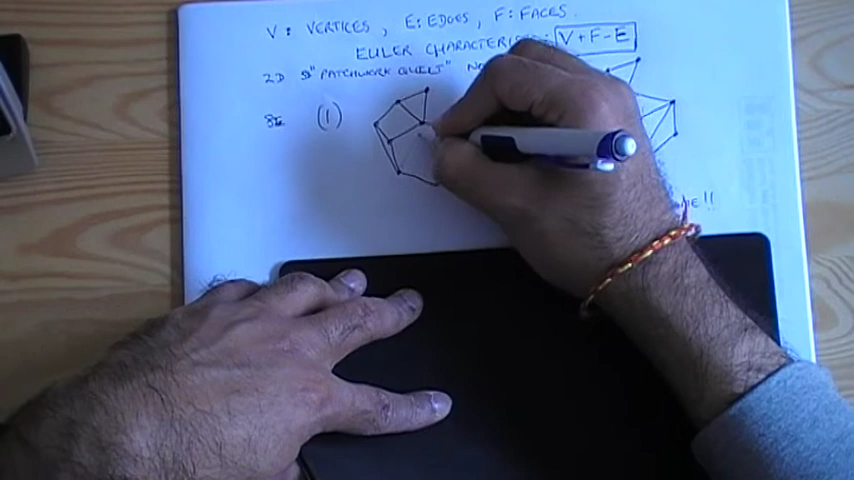 V: VERTICES, E: EDGES, F: FACES.
EULER CHARACTERISTIC: V+F-E
2D "PATCHWORK QUILT"
(1)
!!